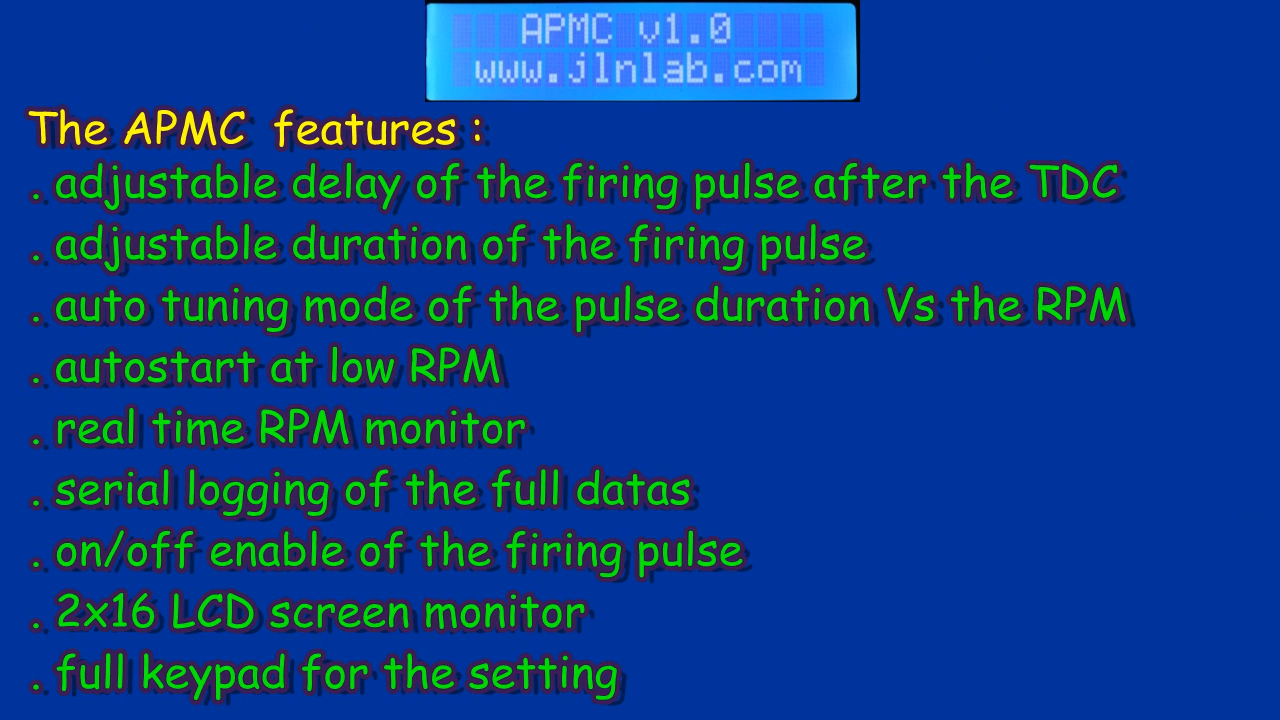 APMC v1.0
www.jlnlab.com
The APMC features :
. adjustable delay of the firing pulse after the TDC
. adjustable duration of the firing pulse
. auto tuning mode of the pulse duration Vs the RPM
. autostart at low RPM
. real time RPM monitor
. serial logging of the full datas
. on/off enable of the firing pulse
. 2x16 LCD screen monitor
. full keypad for the setting